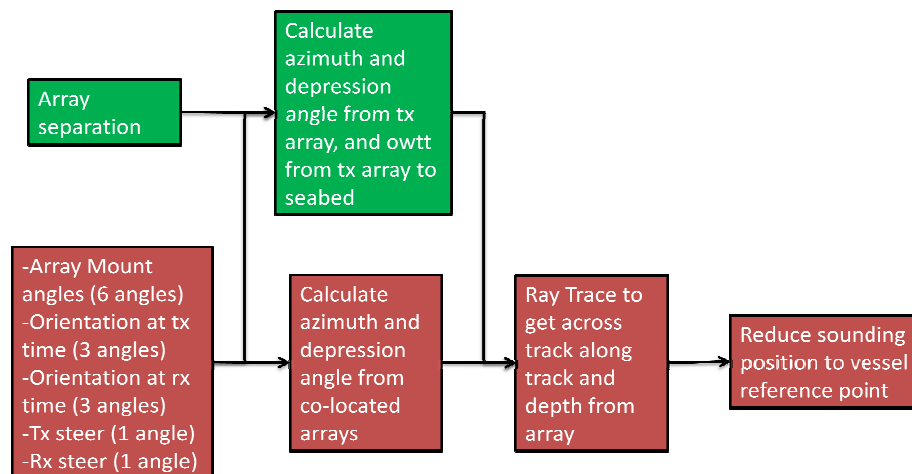 Array
separation
Calculate
azimuth and
depression
angle from tx
array, and owtt
from tx array to
seabed
-Array Mount
angles (6 angles)
-Orientation at tx
time (3 angles)
-Orientation at rx
time (3 angles)
-Tx steer (1 angle)
-Rx steer (1 angle)
Calculate
azimuth and
depression
angle from
co-located
arrays
Ray Trace to
get across
track along
track and
depth from
array
Reduce sounding
position to vessel
reference point